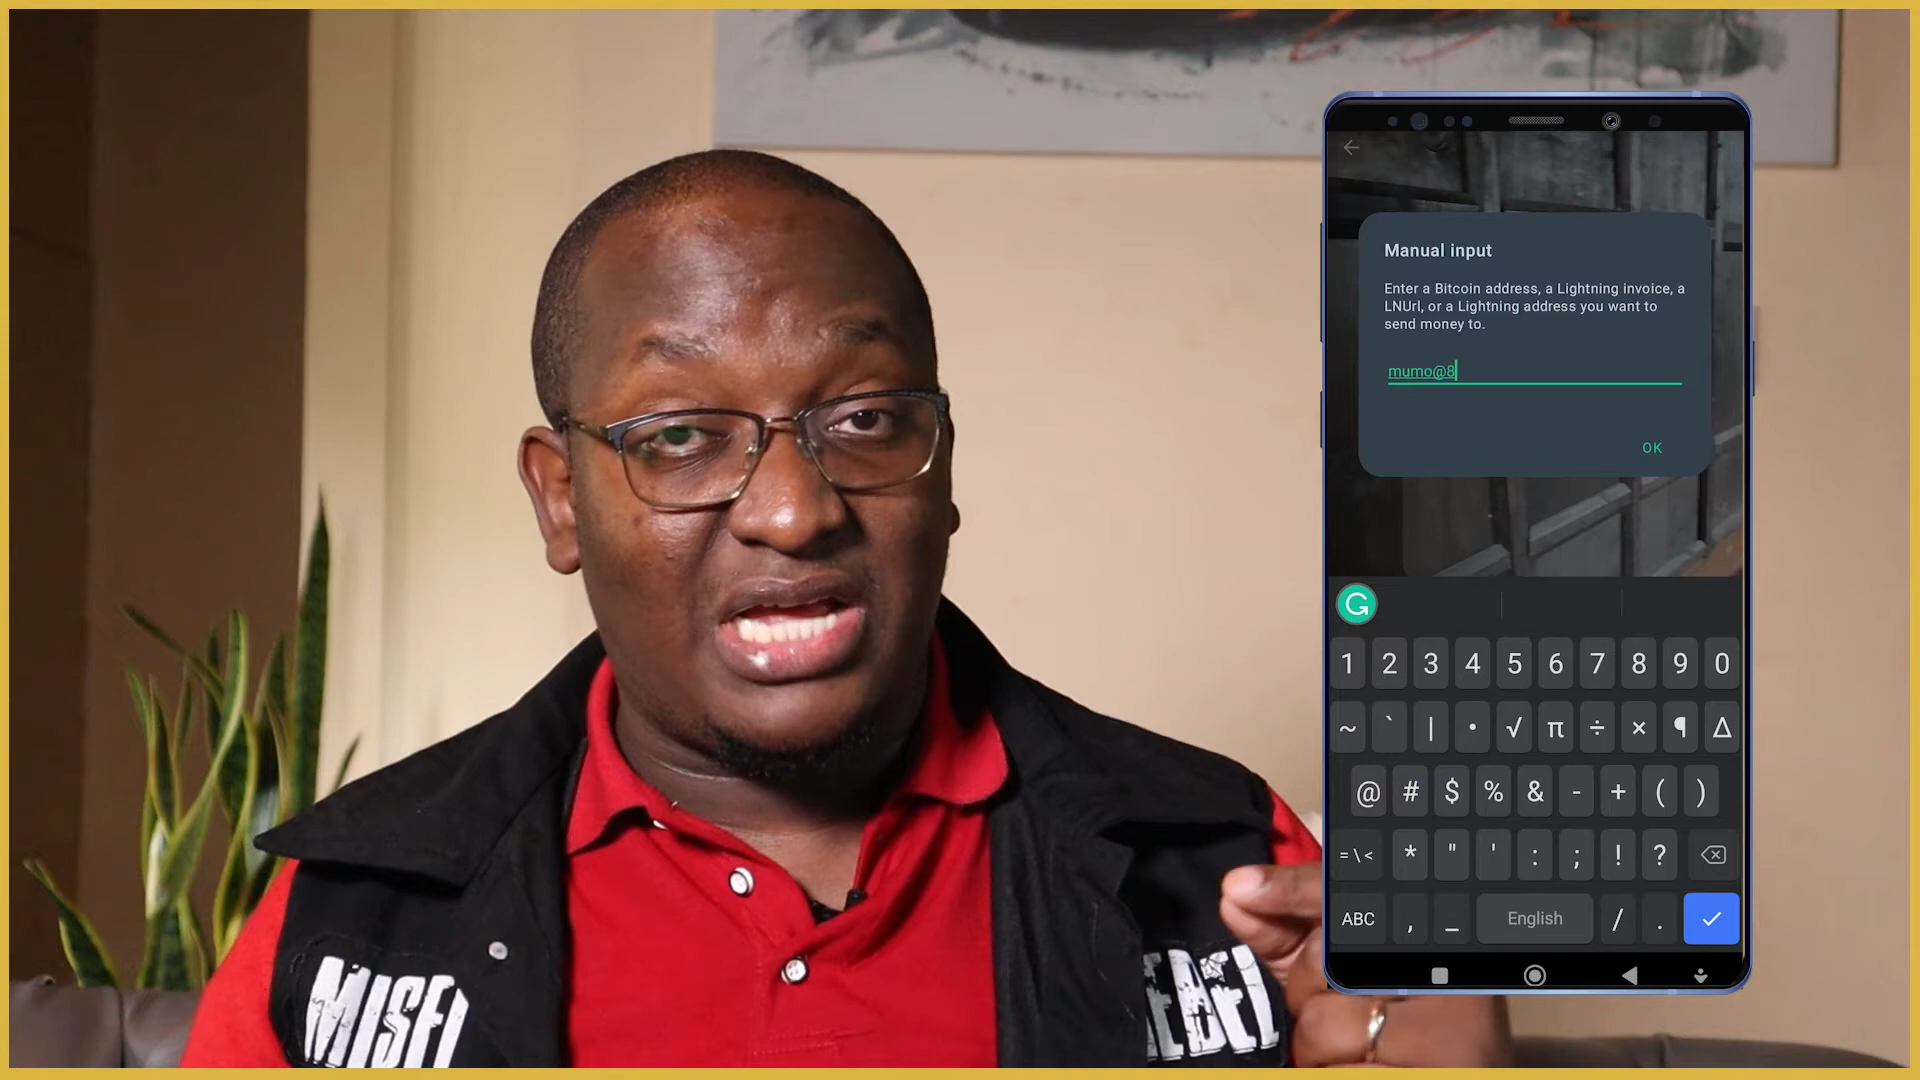 Manual input
Enter a Bitcoin address, a Lightning invoice, a
LNUrl, or a Lightning address you want to
send money to.
mumo@8
OK
1 2 3 4 5 6 7 8 9 0
~ ` | • √ π ÷ × ¶ Δ
@ # $ % & - + ( )
=\< * " ' : ; ! ?
ABC , _ English / .
MISFI
EBEL